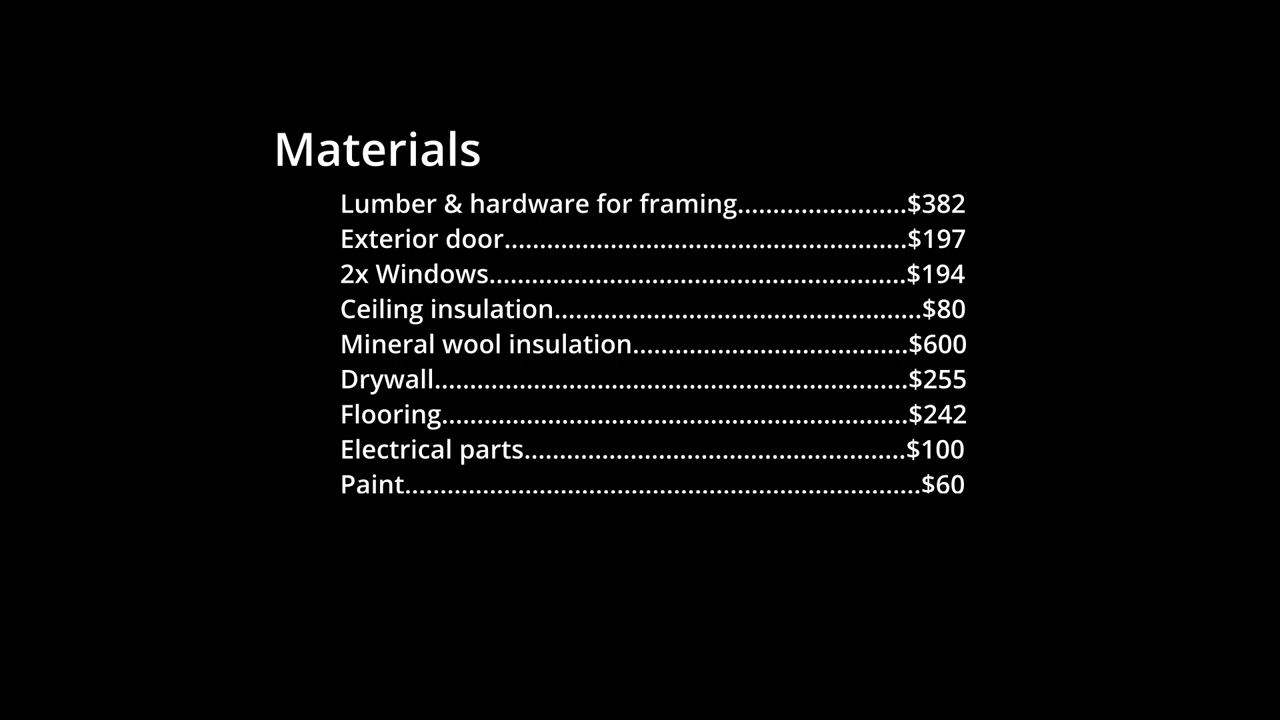 Materials
Lumber & hardware for framing........................$382
Exterior door.........................................................$197
2x Windows...........................................................$194
Ceiling insulation....................................................$80
Mineral wool insulation.......................................$600
Drywall...................................................................$255
Flooring..................................................................$242
Electrical parts......................................................$100
Paint.........................................................................$60